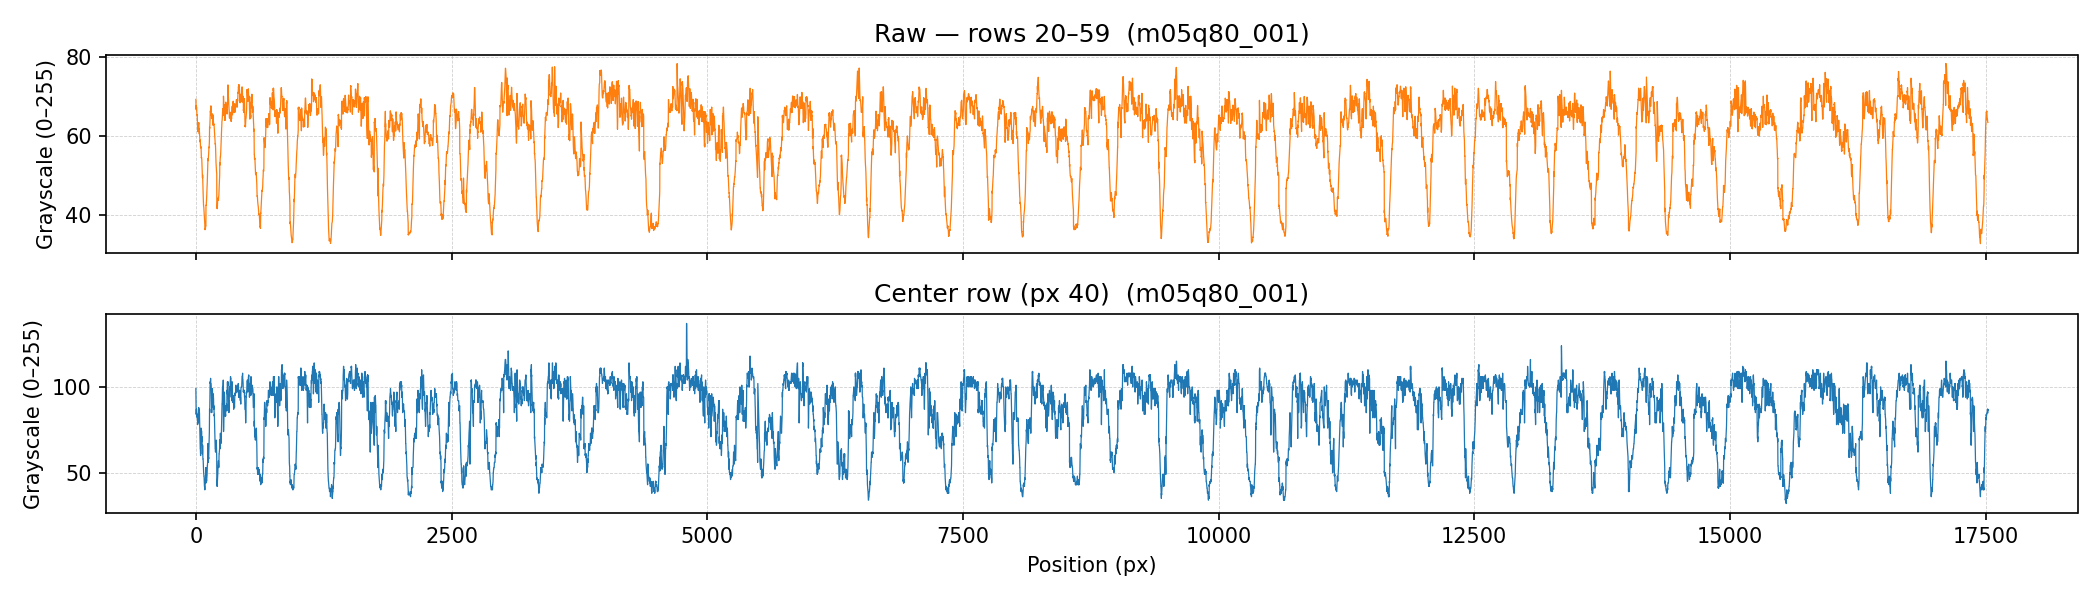 Raw — rows 20–59 (m05q80_001)
Grayscale (0–255)
80
60
40
Center row (px 40) (m05q80_001)
Grayscale (0–255)
100
50
0 2500 5000 7500 10000 12500 15000 17500
Position (px)